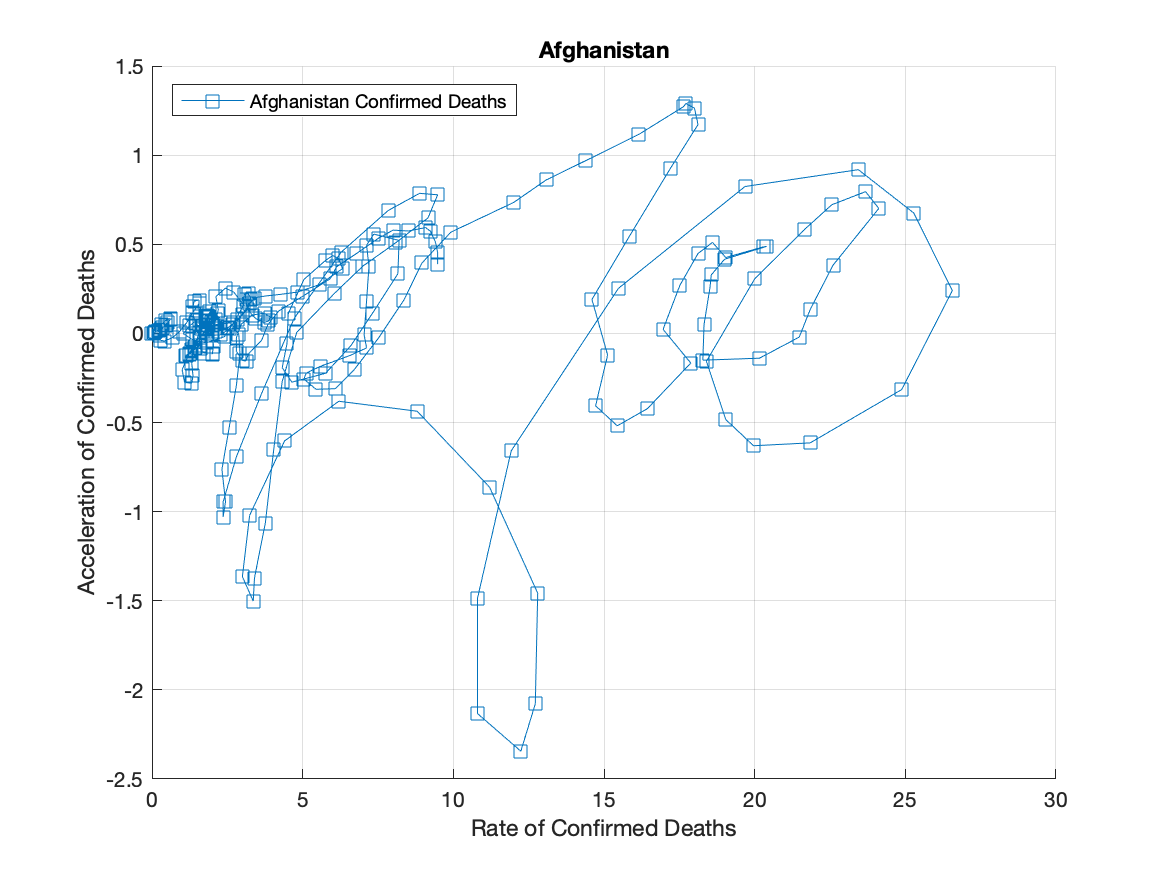 Afghanistan
Afghanistan Confirmed Deaths
Acceleration of Confirmed Deaths
1.5
1
0.5
0
-0.5
-1
-1.5
-2
-2.5
0 5 10 15 20 25 30
Rate of Confirmed Deaths